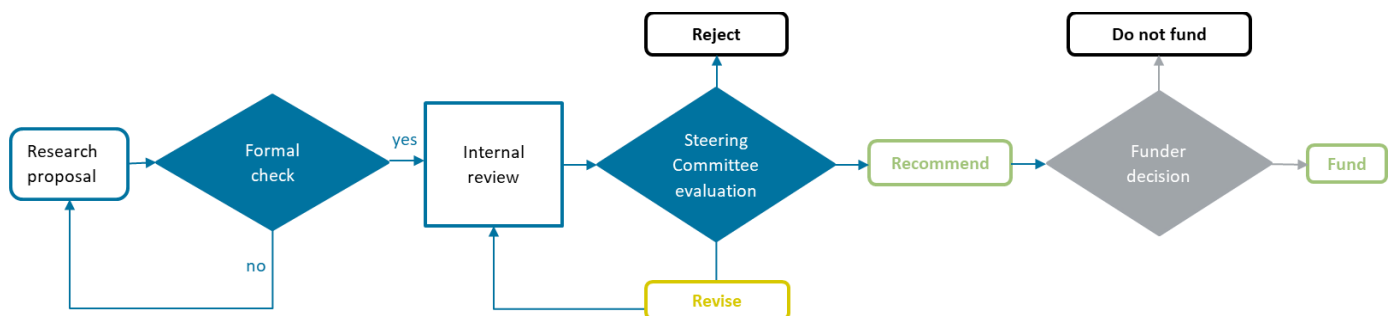 Reject
Do not fund
Research
proposal
Formal
check
yes
Internal
review
Steering
Committee
evaluation
Recommend
Funder
decision
Fund
no
Revise